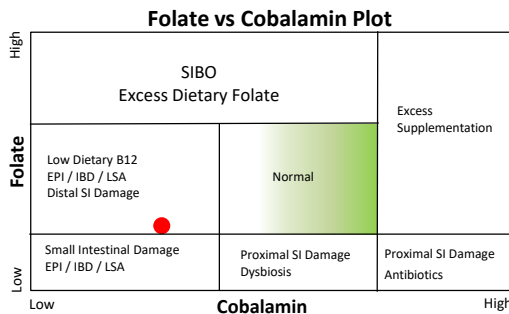 Folate vs Cobalamin Plot
High
SIBO
Excess Dietary Folate
Excess
Supplementation
Folate
Low Dietary B12
EPI / IBD / LSA
Distal SI Damage
Normal
Small Intestinal Damage
EPI / IBD / LSA
Proximal SI Damage
Dysbiosis
Proximal SI Damage
Antibiotics
Low
Low
Cobalamin
High